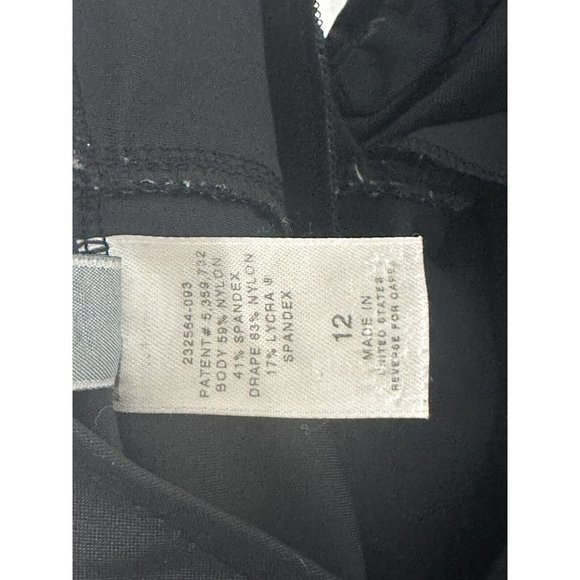 232564-093
PATENT# 5,359,732
BODY 59% NYLON
41% SPANDEX
DRAPE 83% NYLON
17% LYCRA ®
SPANDEX
12
MADE IN
UNITED STATES
REVERSE FOR CARE